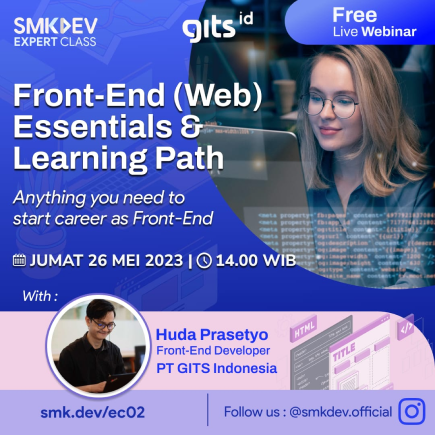 SMKDEV
EXPERT CLASS
gits id
Free
Live Webinar
Front-End (Web)
Essentials &
Learning Path
Anything you need to
start career as Front-End
JUMAT 26 MEI 2023 | 14.00 WIB
With :
Huda Prasetyo
Front-End Developer
PT GITS Indonesia
HTML
TITLE
</>
smk.dev/ec02
Follow us : @smkdev.official